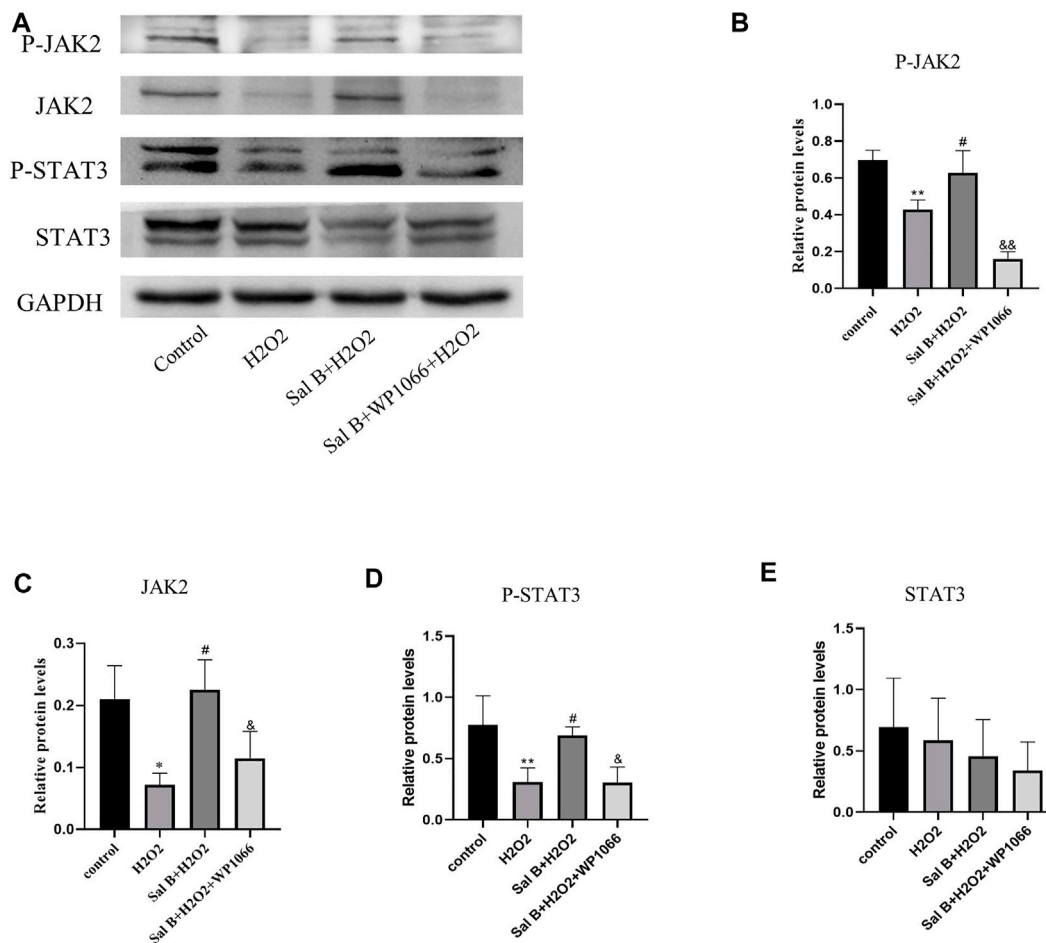 A
P-JAK2
JAK2
P-STAT3
STAT3
GAPDH
Control
H2O2
Sal B+H2O2
Sal B+WP1066+H2O2
B
P-JAK2
Relative protein levels
1.0
0.8
0.6
0.4
0.2
0.0
**
#
&&
control
H2O2
Sal B+H2O2
Sal B+H2O2+WP1066
C
JAK2
Relative protein levels
0.3
0.2
0.1
0.0
*
#
&
control
H2O2
Sal B+H2O2
Sal B+H2O2+WP1066
D
P-STAT3
Relative protein levels
1.5
1.0
0.5
0.0
**
#
&
control
H2O2
Sal B+H2O2
Sal B+H2O2+WP1066
E
STAT3
Relative protein levels
1.5
1.0
0.5
0.0
control
H2O2
Sal B+H2O2
Sal B+H2O2+WP1066